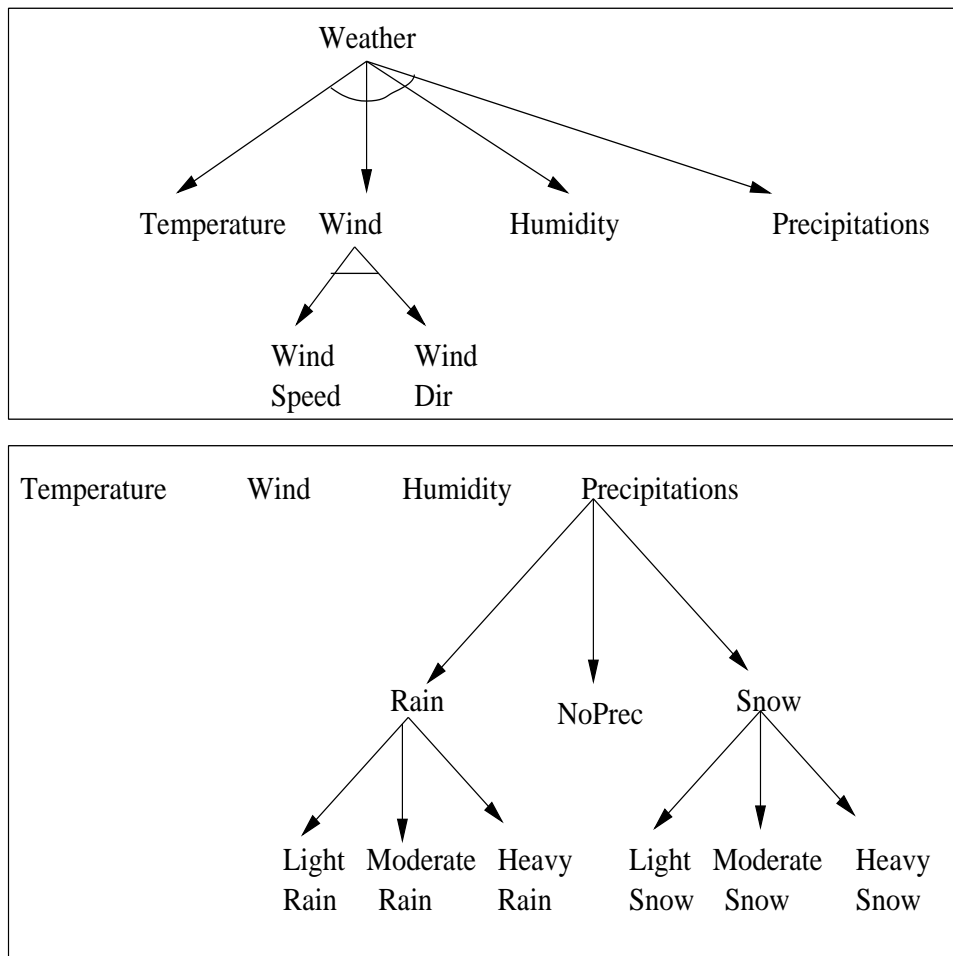 Weather
Temperature Wind Humidity Precipitations
Wind Wind
Speed Dir
Temperature Wind Humidity Precipitations
Rain NoPrec Snow
Light Moderate Heavy Light Moderate Heavy
Rain Rain Rain Snow Snow Snow